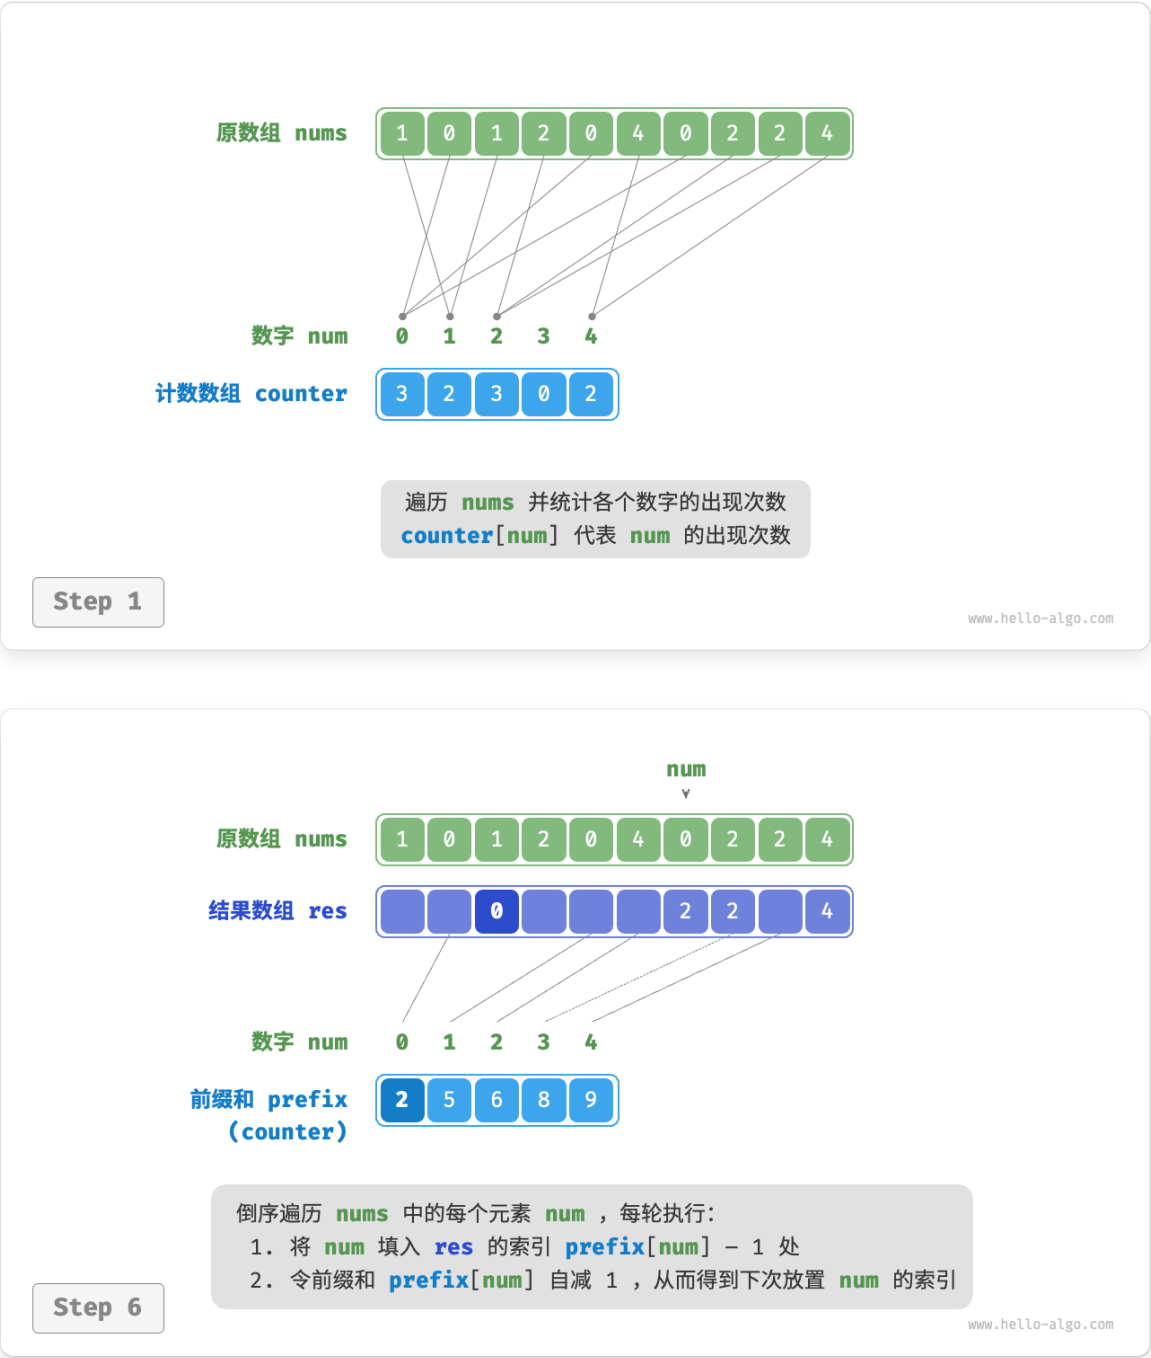 原数组 nums 1 0 1 2 0 4 0 2 2 4
数字 num 0 1 2 3 4
计数数组 counter 3 2 3 0 2
遍历 nums 并统计各个数字的出现次数
counter[num] 代表 num 的出现次数
Step 1
www.hello-algo.com
num
原数组 nums 1 0 1 2 0 4 0 2 2 4
结果数组 res 0 2 2 4
数字 num 0 1 2 3 4
前缀和 prefix 2 5 6 8 9
(counter)
倒序遍历 nums 中的每个元素 num ，每轮执行：
1. 将 num 填入 res 的索引 prefix[num] – 1 处
2. 令前缀和 prefix[num] 自减 1 ，从而得到下次放置 num 的索引
Step 6
www.hello-algo.com